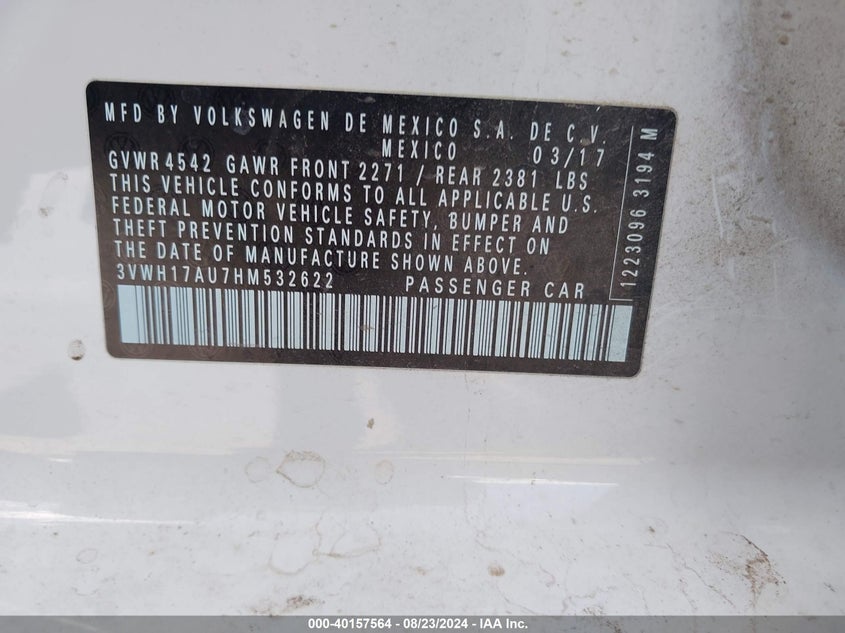 MFD BY VOLKSWAGEN DE MEXICO S.A. DE C.V.
MEXICO 03/17
GVWR4542 GAWR FRONT 2271 / REAR 2381 LBS
THIS VEHICLE CONFORMS TO ALL APPLICABLE U.S.
FEDERAL MOTOR VEHICLE SAFETY, BUMPER AND
THEFT PREVENTION STANDARDS IN EFFECT ON
THE DATE OF MANUFACTURE SHOWN ABOVE.
3VWH17AU7HM532622 PASSENGER CAR
1223096 3194 M
000-40157564 / 08/23/2024 - IAA Inc.